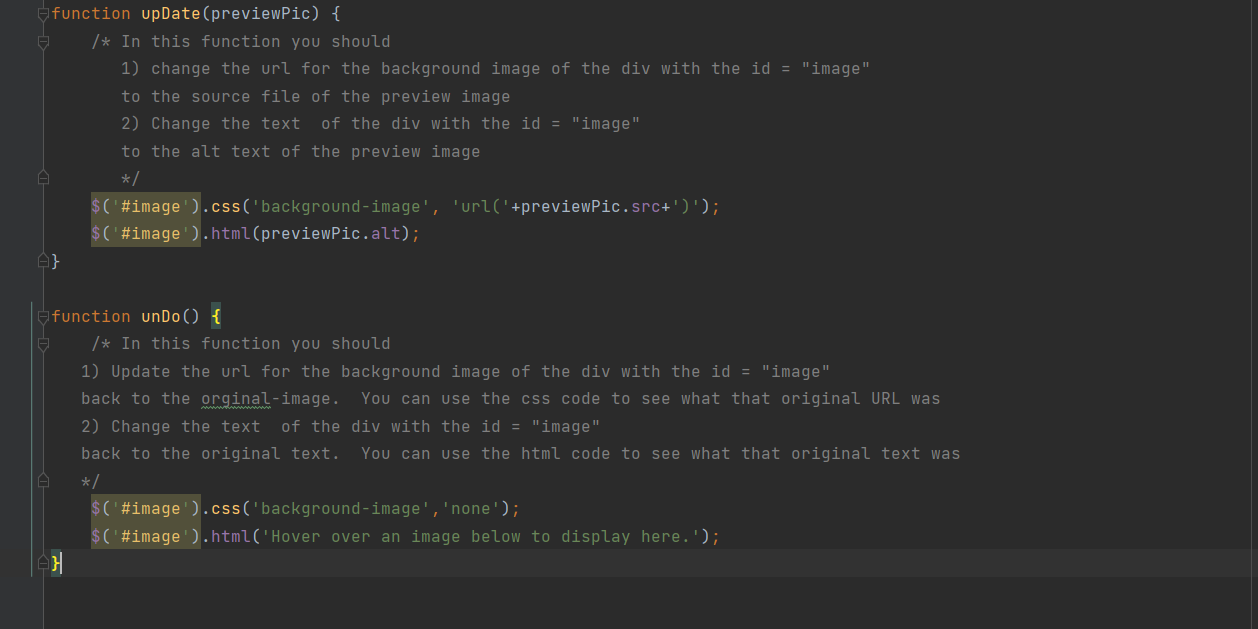 function upDate(previewPic) {
/* In this function you should
1) change the url for the background image of the div with the id = "image"
to the source file of the preview image
2) Change the text  of the div with the id = "image"
to the alt text of the preview image
*/
$('#image').css('background-image', 'url('+previewPic.src+')');
$('#image').html(previewPic.alt);
}
function unDo() {
/* In this function you should
1) Update the url for the background image of the div with the id = "image"
back to the orginal-image.  You can use the css code to see what that original URL was
2) Change the text  of the div with the id = "image"
back to the original text.  You can use the html code to see what that original text was
*/
$('#image').css('background-image','none');
$('#image').html('Hover over an image below to display here.');
}